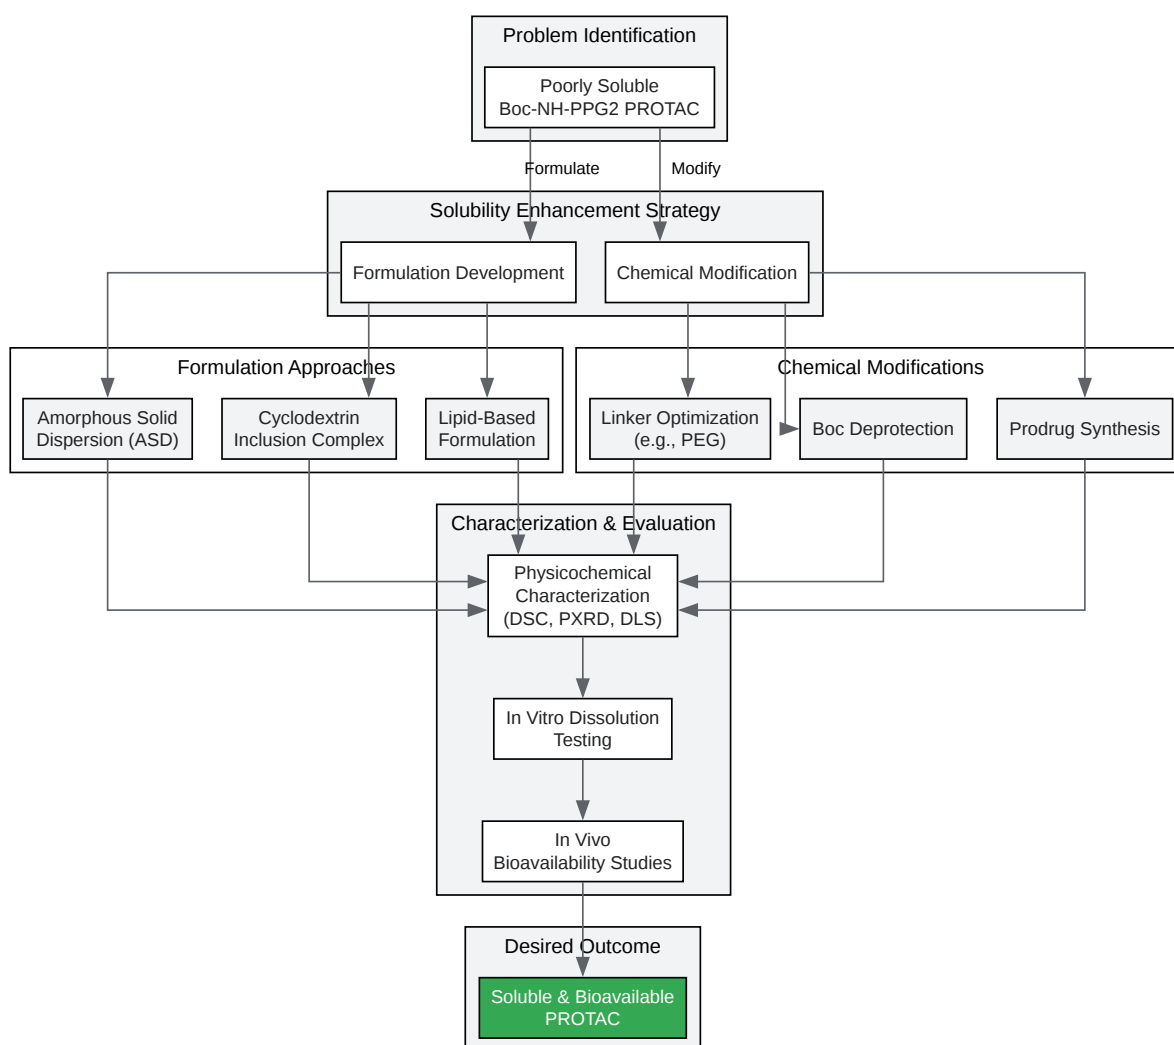 Problem Identification
Poorly Soluble
Boc-NH-PPG2 PROTAC
Formulate
Modify
Solubility Enhancement Strategy
Formulation Development
Chemical Modification
Formulation Approaches
Chemical Modifications
Amorphous Solid
Dispersion (ASD)
Cyclodextrin
Inclusion Complex
Lipid-Based
Formulation
Linker Optimization
(e.g., PEG)
Boc Deprotection
Prodrug Synthesis
Characterization & Evaluation
Physicochemical
Characterization
(DSC, PXRD, DLS)
In Vitro Dissolution
Testing
In Vivo
Bioavailability Studies
Desired Outcome
Soluble & Bioavailable
PROTAC